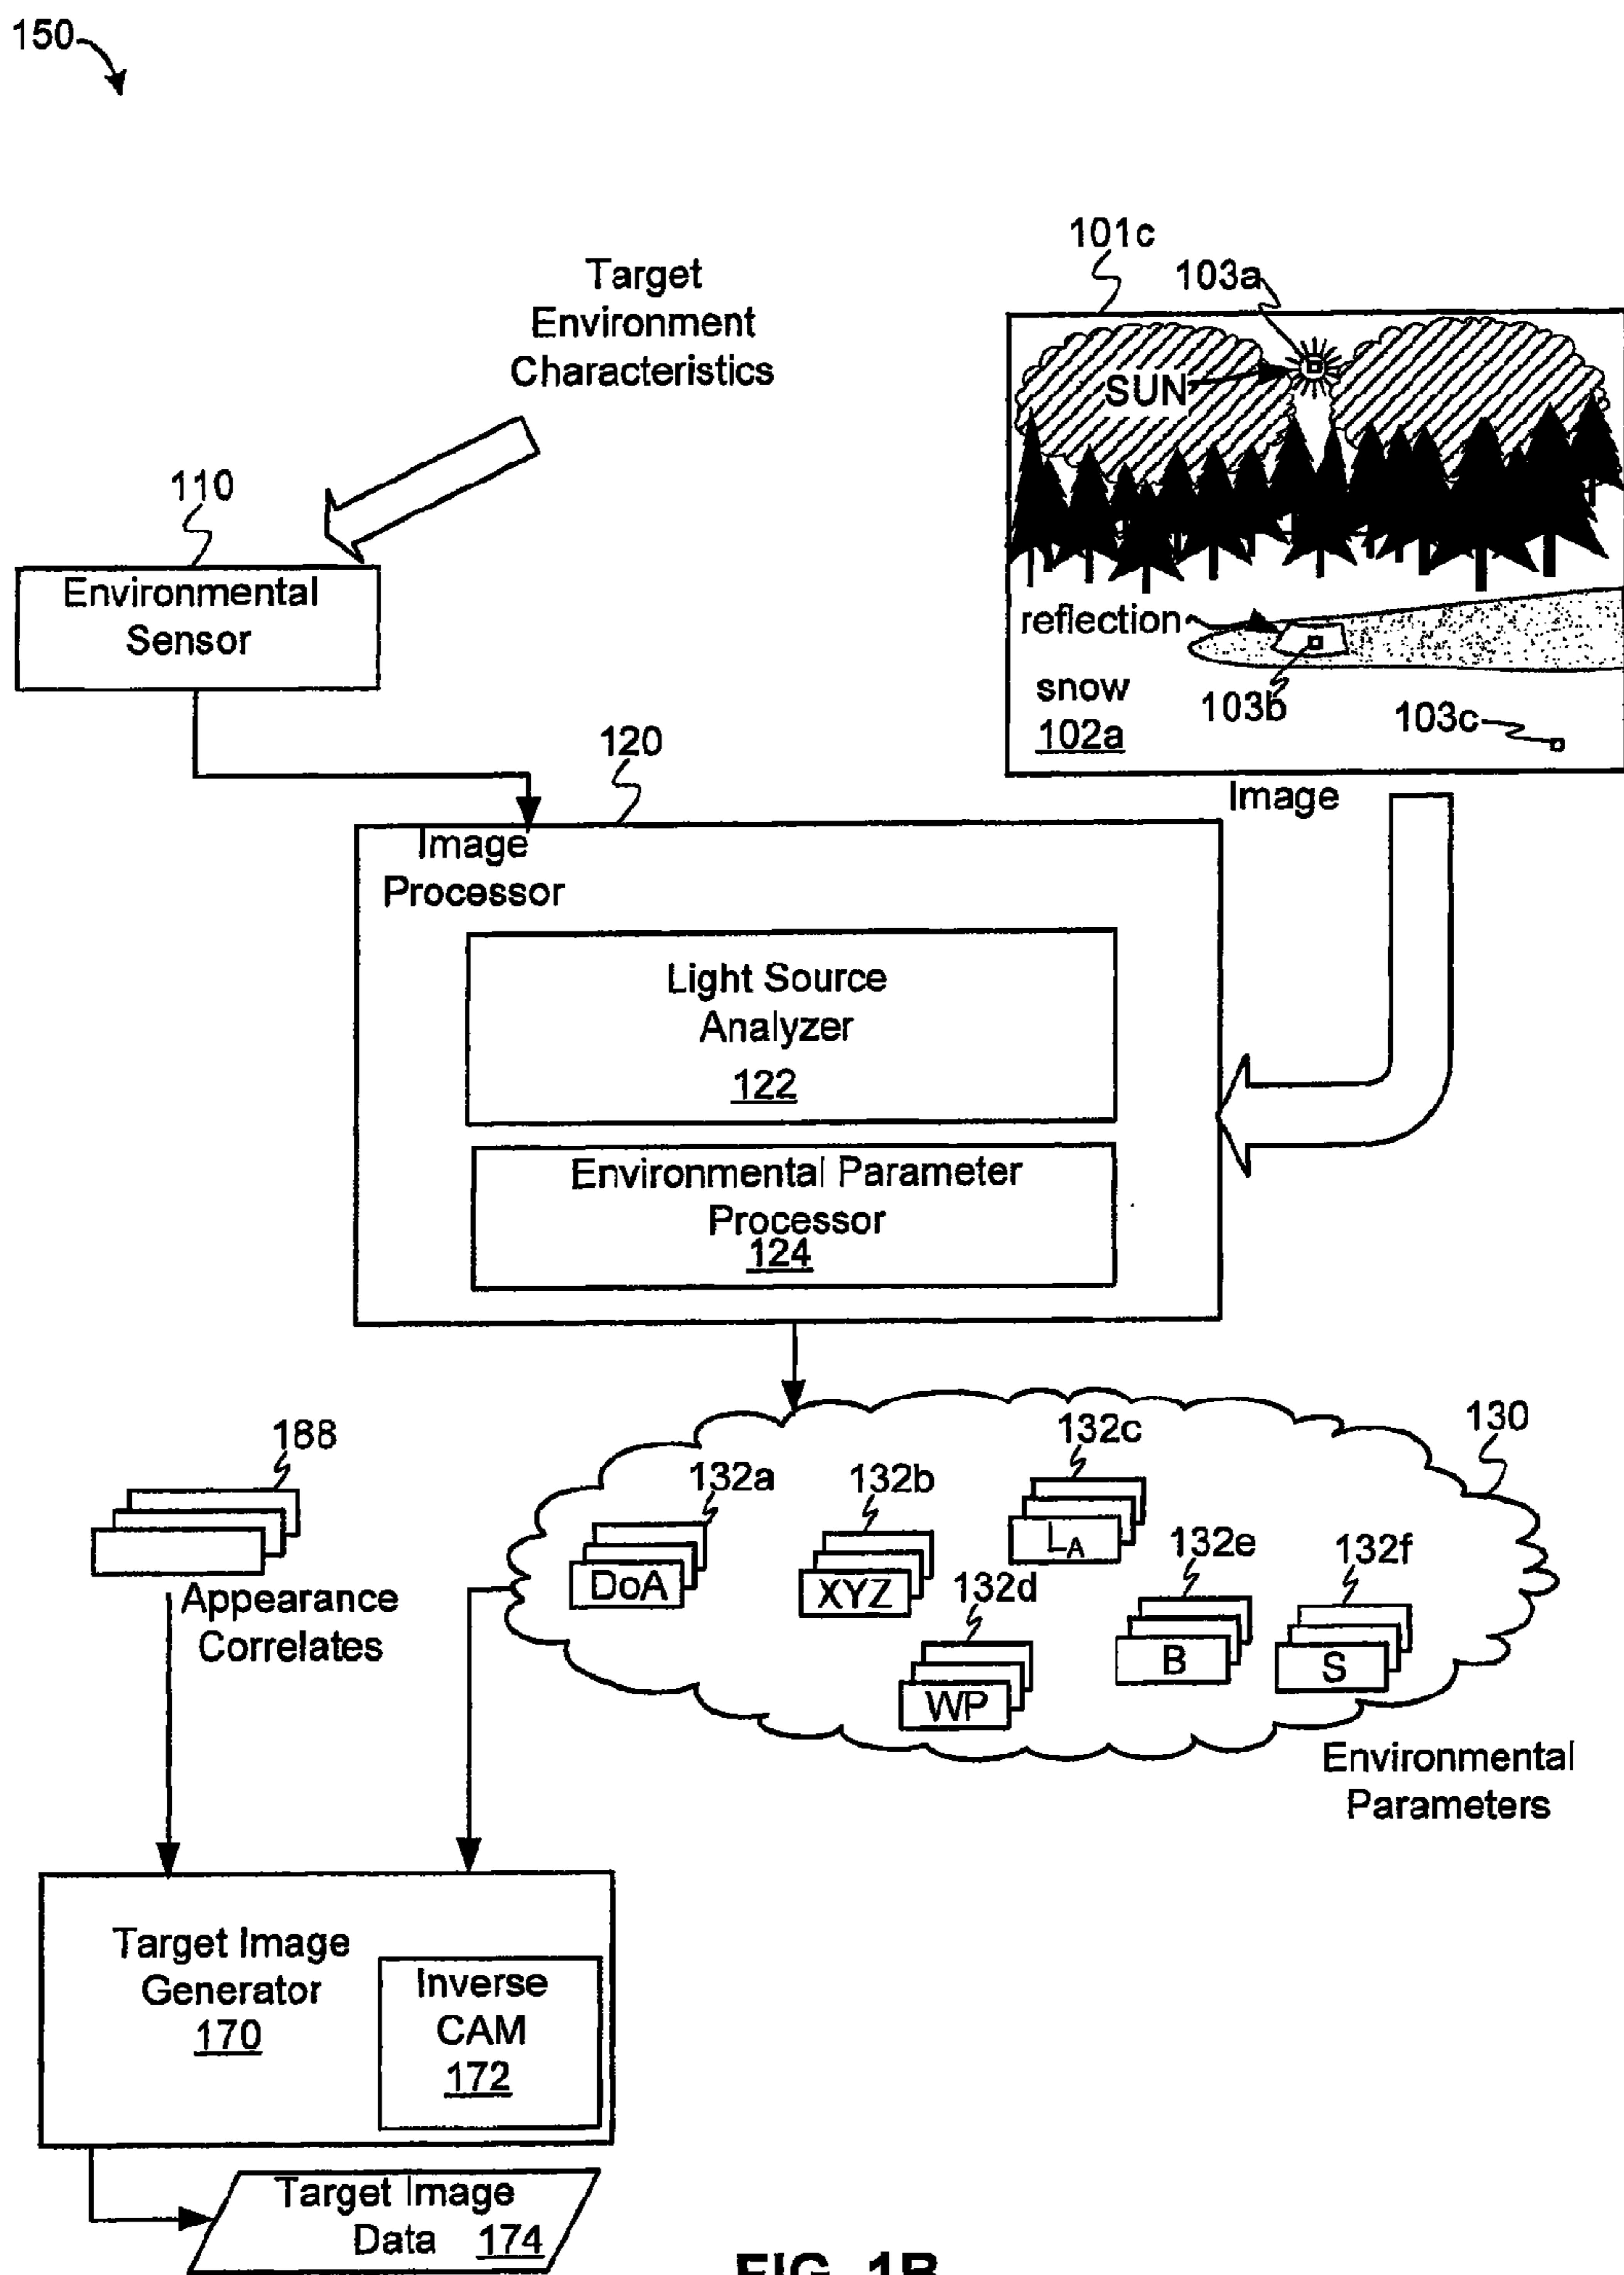 150
101c
103a
Target
Environment
Characteristics
SUN
110
Environmental
Sensor
reflection
snow
102a
103b
103c
Image
120
Image
Processor
Light Source
Analyzer
122
Environmental Parameter
Processor
124
188
Appearance
Correlates
130
132a
DoA
132b
XYZ
132c
LA
132d
WP
132e
B
132f
S
Environmental
Parameters
Target Image
Generator
170
Inverse
CAM
172
Target Image
Data 174
FIG. 1B